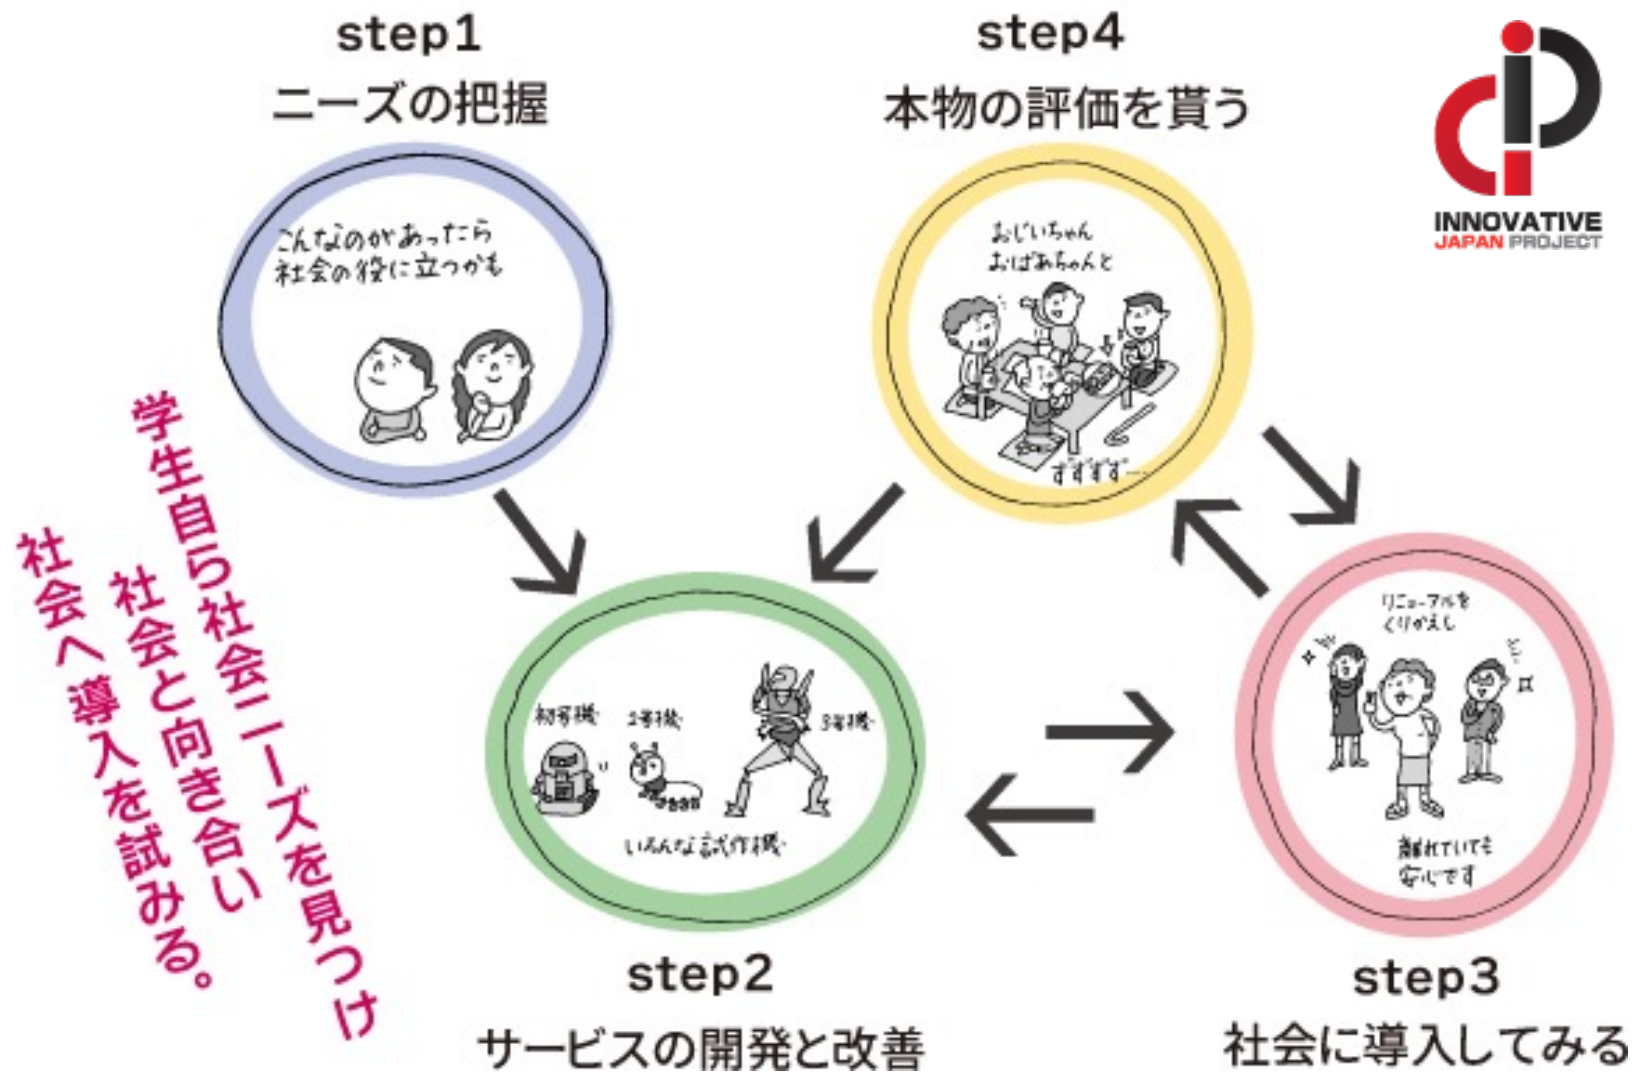 step1
ニーズの把握
こんなのがあったら
社会の役に立つかも
step4
本物の評価を貰う
おじいちゃん
おばあちゃんと
ずずずず……
INNOVATIVE
JAPAN PROJECT
学生自ら社会ニーズを見つけ
社会と向き合い
社会へ導入を試みる。
初号機
2号機
3号機
いろんな試作機
step2
サービスの開発と改善
リニューアルを
くりかえし
離れていても
安心です
step3
社会に導入してみる